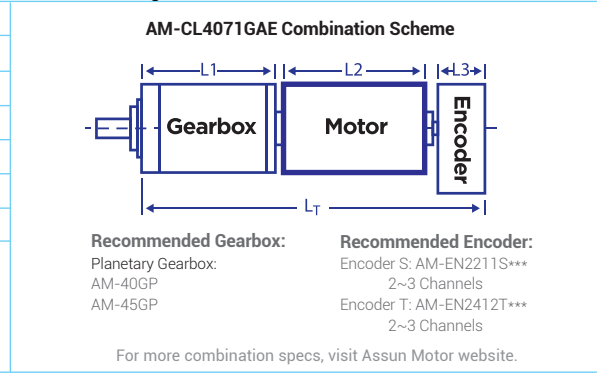 AM-CL4071GAE Combination Scheme
L1 L2 L3
Gearbox Motor Encoder
LT
Recommended Gearbox:
Planetary Gearbox:
AM-40GP
AM-45GP
Recommended Encoder:
Encoder S: AM-EN2211S***
2~3 Channels
Encoder T: AM-EN2412T***
2~3 Channels
For more combination specs, visit Assun Motor website.